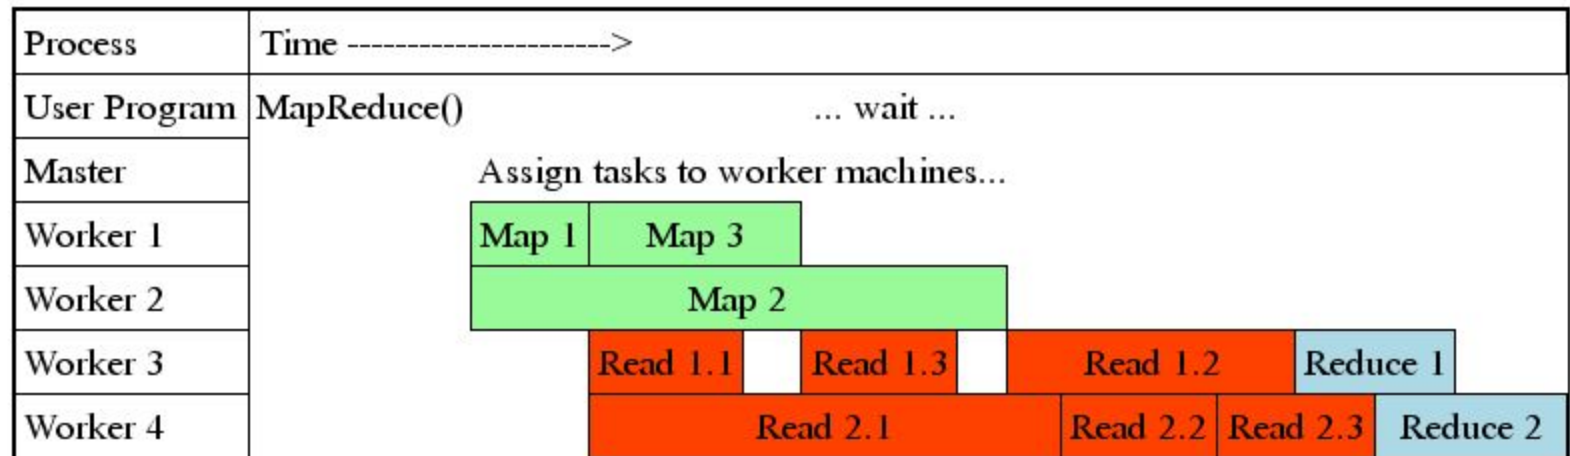 Process Time ---------------------->
User Program MapReduce() ... wait ...
Master Assign tasks to worker machines...
Worker 1 Map 1 Map 3
Worker 2 Map 2
Worker 3 Read 1.1 Read 1.3 Read 1.2 Reduce 1
Worker 4 Read 2.1 Read 2.2 Read 2.3 Reduce 2